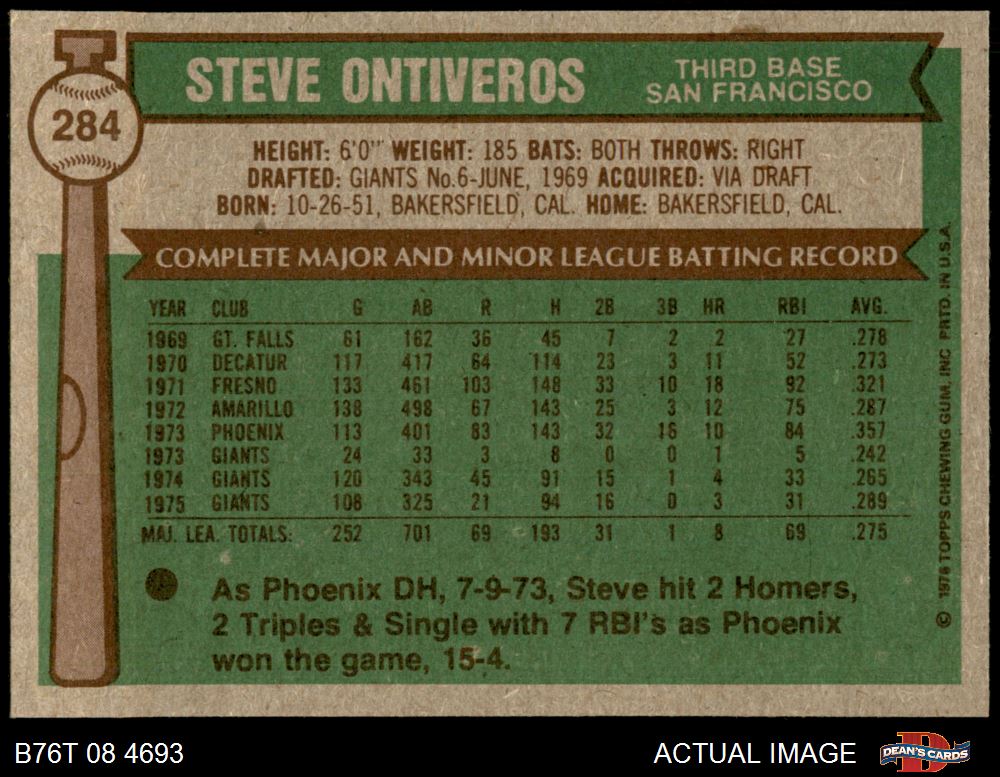 284
STEVE ONTIVEROS
THIRD BASE
SAN FRANCISCO
HEIGHT: 6'0" WEIGHT: 185 BATS: BOTH THROWS: RIGHT
DRAFTED: GIANTS No.6-JUNE, 1969 ACQUIRED: VIA DRAFT
BORN: 10-26-51, BAKERSFIELD, CAL. HOME: BAKERSFIELD, CAL.
COMPLETE MAJOR AND MINOR LEAGUE BATTING RECORD
YEAR CLUB G AB R H 2B 3B HR RBI AVG.
1969 GT. FALLS 61 162 36 45 7 2 2 27 .278
1970 DECATUR 117 417 64 114 23 3 11 52 .273
1971 FRESNO 133 461 103 148 33 10 18 92 .321
1972 AMARILLO 138 498 67 143 25 3 12 75 .287
1973 PHOENIX 113 401 83 143 32 16 10 84 .357
1973 GIANTS 24 33 3 8 0 0 1 5 .242
1974 GIANTS 120 343 45 91 15 1 4 33 .265
1975 GIANTS 108 325 21 94 16 0 3 31 .289
MAJ. LEA. TOTALS: 252 701 69 193 31 1 8 69 .275
As Phoenix DH, 7-9-73, Steve hit 2 Homers,
2 Triples & Single with 7 RBI's as Phoenix
won the game, 15-4.
© 1976 TOPPS CHEWING GUM, INC PRTD. IN U.S.A.
B76T 08 4693
ACTUAL IMAGE
D
DEAN'S CARDS